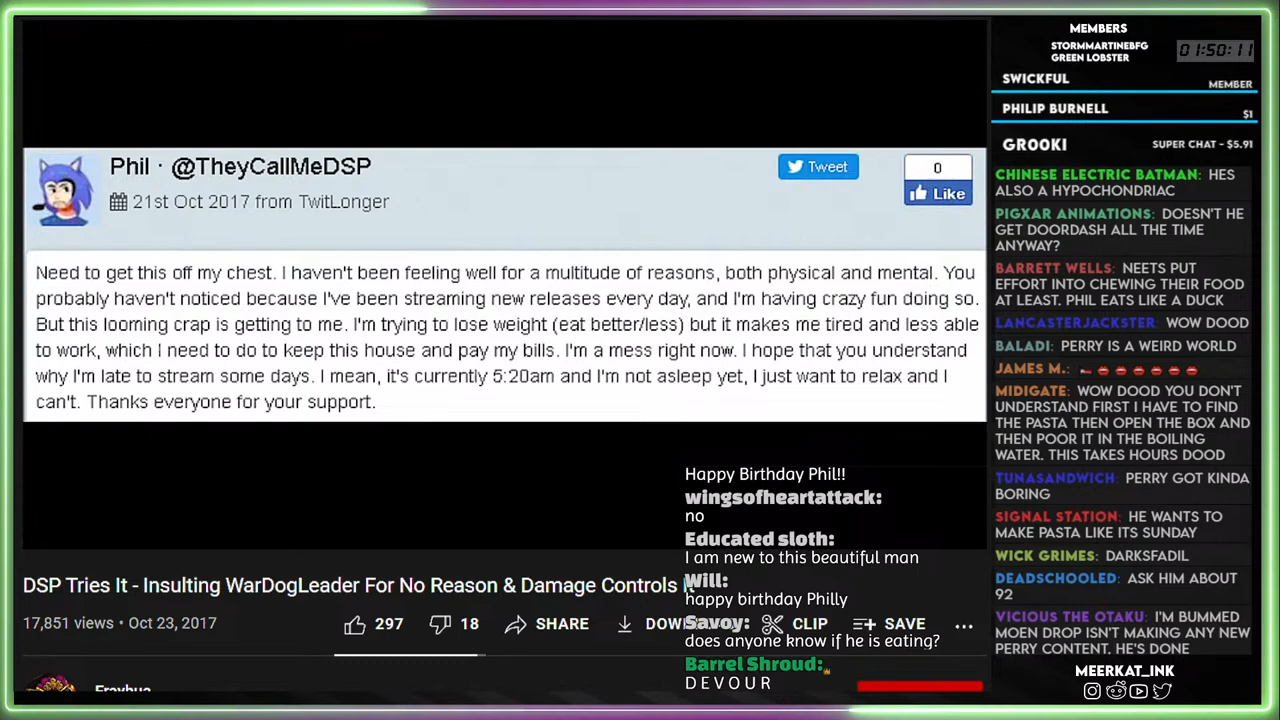 Phil · @TheyCallMeDSP
21st Oct 2017 from TwitLonger
Tweet
0
Like
Need to get this off my chest. I haven't been feeling well for a multitude of reasons, both physical and mental. You
probably haven't noticed because I've been streaming new releases every day, and I'm having crazy fun doing so.
But this looming crap is getting to me. I'm trying to lose weight (eat better/less) but it makes me tired and less able
to work, which I need to do to keep this house and pay my bills. I'm a mess right now. I hope that you understand
why I'm late to stream some days. I mean, it's currently 5:20am and I'm not asleep yet, I just want to relax and I
can't. Thanks everyone for your support.
Happy Birthday Phil!!
wingsofheartattack:
no
Educated sloth:
I am new to this beautiful man
Will:
happy birthday Philly
Savoy:
does anyone know if he is eating?
Barrel Shroud:
D E V O U R
DSP Tries It - Insulting WarDogLeader For No Reason & Damage Controls It
17,851 views • Oct 23, 2017
297
18
SHARE
CLIP
SAVE
MEMBERS
STORMMARTINEBFG
GREEN LOBSTER
01:50:11
SWICKFUL
MEMBER
PHILIP BURNELL
$1
GROOKI
SUPER CHAT - $5.91
CHINESE ELECTRIC BATMAN: HES
ALSO A HYPOCHONDRIAC
PIGXAR ANIMATIONS: DOESN'T HE
GET DOORDASH ALL THE TIME
ANYWAY?
BARRETT WELLS: NEETS PUT
EFFORT INTO CHEWING THEIR FOOD
AT LEAST. PHIL EATS LIKE A DUCK
LANCASTERJACKSTER: WOW DOOD
BALADI: PERRY IS A WEIRD WORLD
JAMES M.:
MIDIGATE: WOW DOOD YOU DON'T
UNDERSTAND FIRST I HAVE TO FIND
THE PASTA THEN OPEN THE BOX AND
THEN POOR IT IN THE BOILING
WATER. THIS TAKES HOURS DOOD
TUNASANDWICH: PERRY GOT KINDA
BORING
SIGNAL STATION: HE WANTS TO
MAKE PASTA LIKE ITS SUNDAY
WICK GRIMES: DARKSFADIL
DEADSCHOOLED: ASK HIM ABOUT
92
VICIOUS THE OTAKU: I'M BUMMED
MOEN DROP ISN'T MAKING ANY NEW
PERRY CONTENT, HE'S DONE
MEERKAT_INK